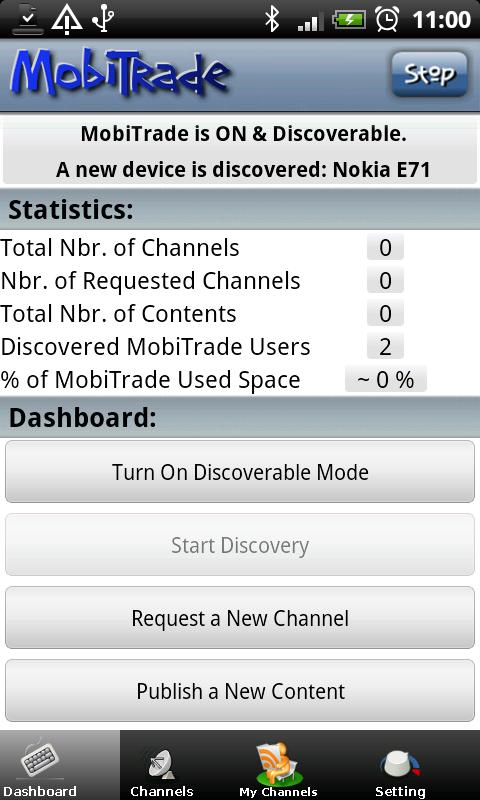 11:00
MobiTrade
Stop
MobiTrade is ON & Discoverable.
A new device is discovered: Nokia E71
Statistics:
Total Nbr. of Channels 0
Nbr. of Requested Channels 0
Total Nbr. of Contents 0
Discovered MobiTrade Users 2
% of MobiTrade Used Space ~ 0 %
Dashboard:
Turn On Discoverable Mode
Start Discovery
Request a New Channel
Publish a New Content
Dashboard Channels My Channels Setting